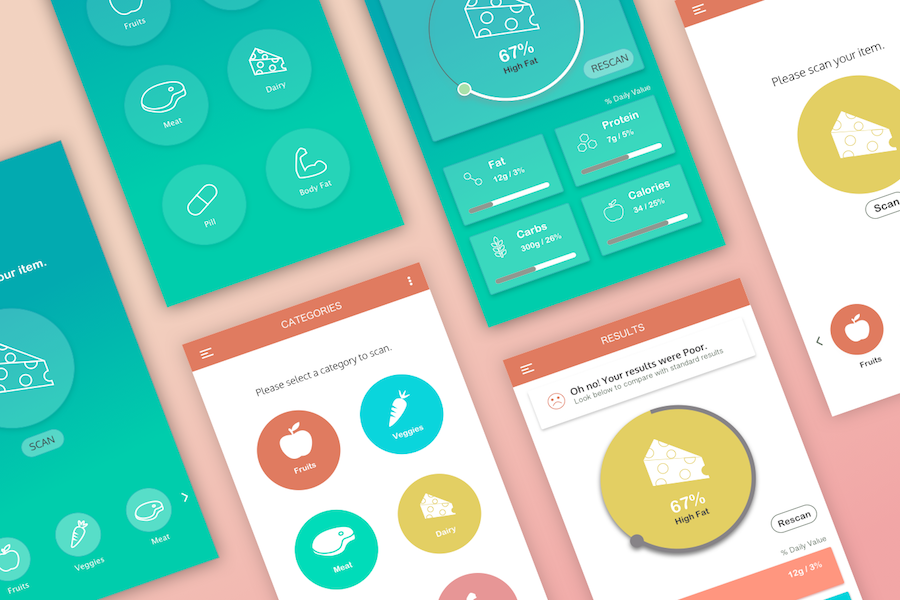 our item.
SCAN
Fruits
Veggies
Meat
Fruits
Meat
Dairy
Pill
Body Fat
67%
High Fat
RESCAN
% Daily Value
Fat
12g / 3%
Protein
7g / 5%
Carbs
300g / 26%
Calories
34 / 25%
Please scan your item.
Scan
Fruits
CATEGORIES
Please select a category to scan.
Fruits
Veggies
Meat
Dairy
RESULTS
Oh no! Your results were Poor.
Look below to compare with standard results
67%
High Fat
Rescan
% Daily Value
12g / 3%